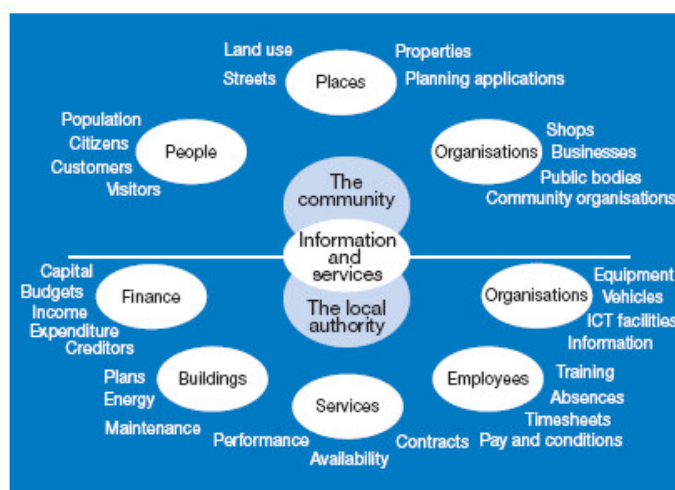 Land use
Properties
Streets
Places
Planning applications
Population
Citizens
Customers
Visitors
People
Organisations
Shops
Businesses
Public bodies
Community organisations
The
community
Information
and
services
The local
authority
Capital
Budgets
Income
Expenditure
Creditors
Finance
Organisations
Equipment
Vehicles
ICT facilities
Information
Plans
Energy
Maintenance
Buildings
Services
Performance
Availability
Contracts
Employees
Training
Absences
Timesheets
Pay and conditions